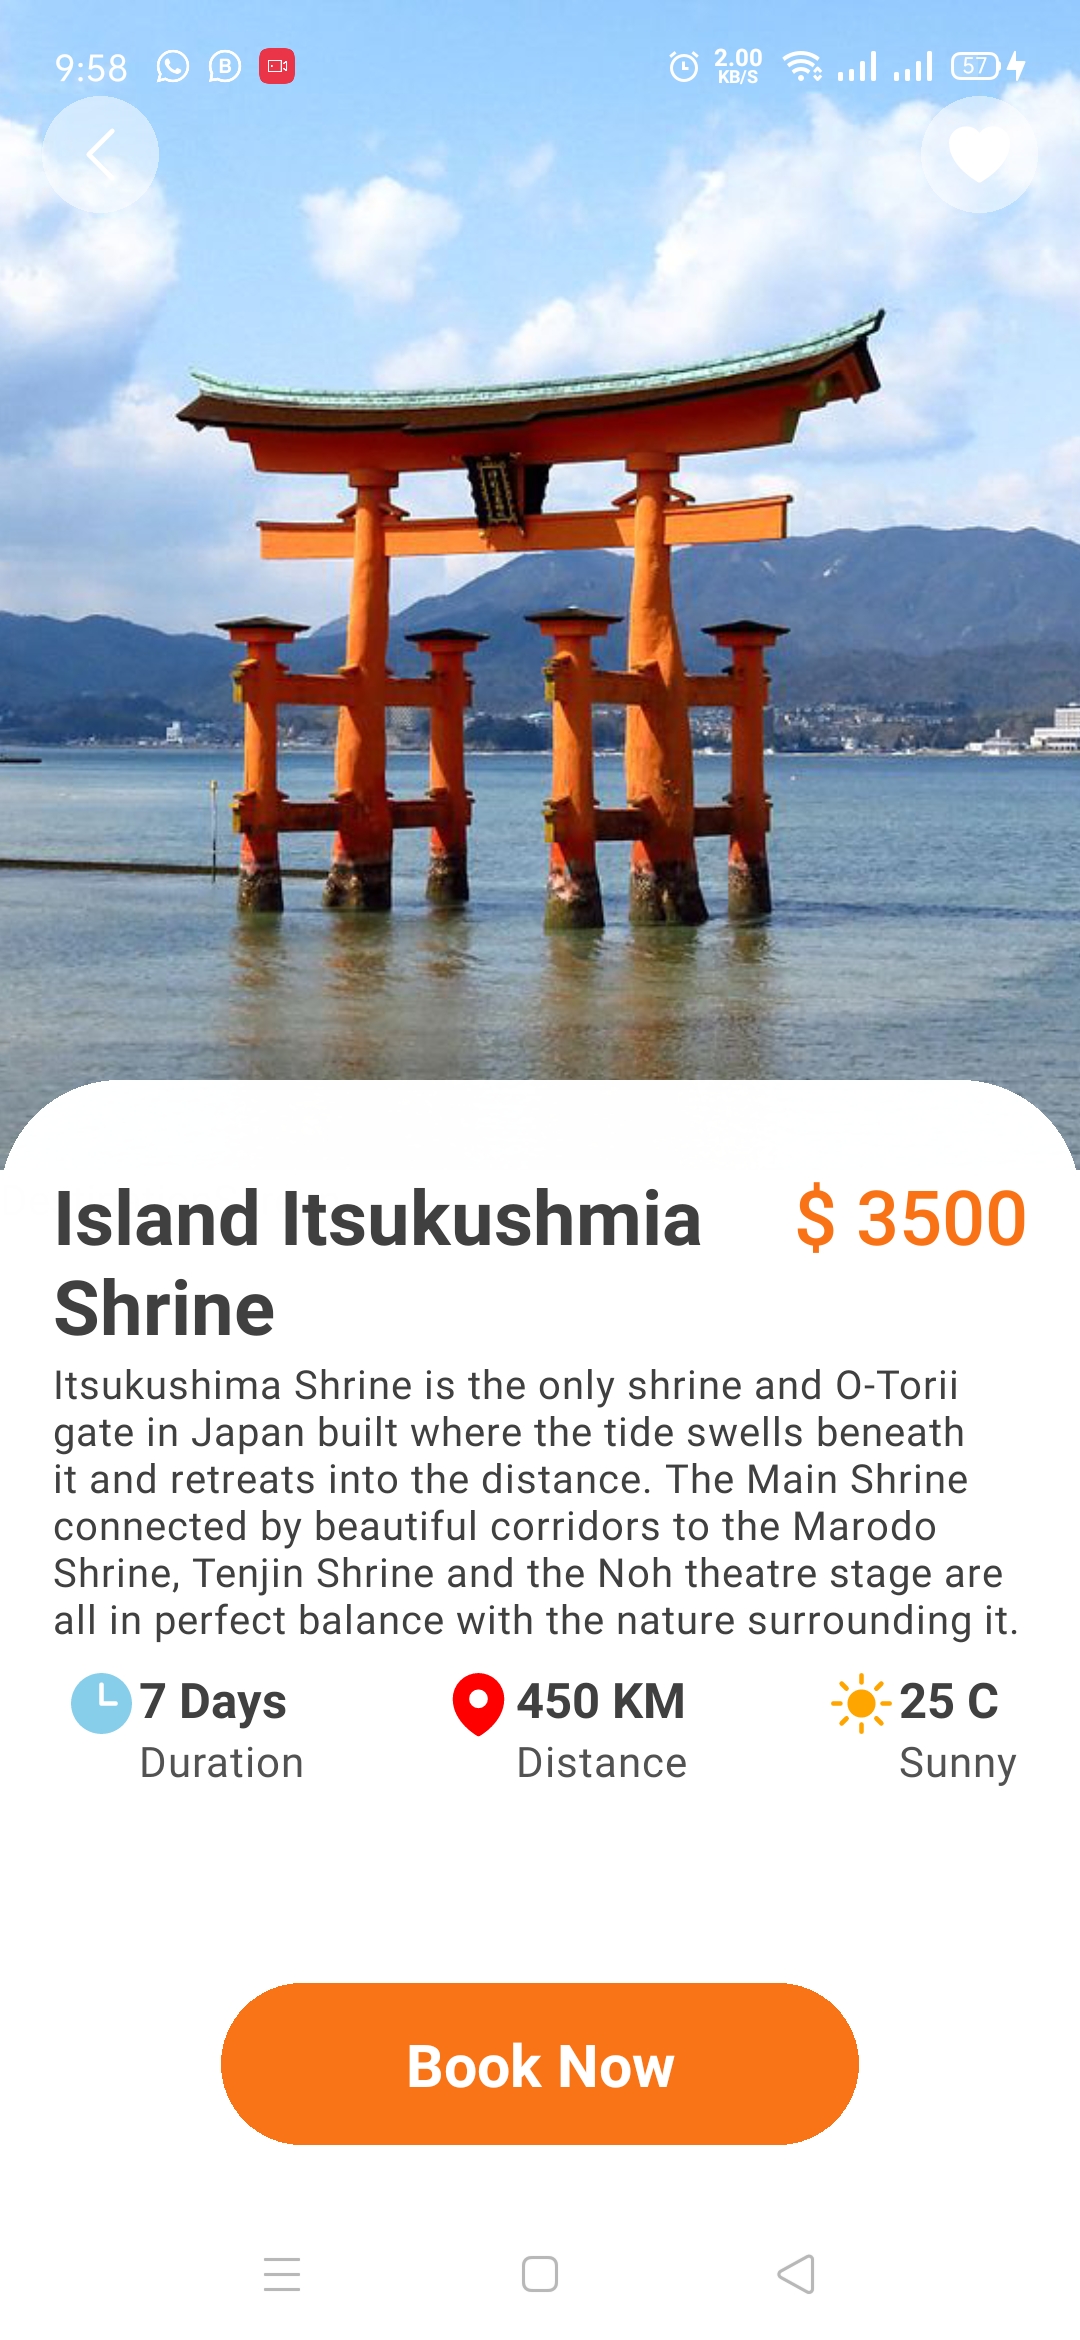 9:58
2.00
KB/S
57
Island Itsukushmia
Shrine
$ 3500
Itsukushima Shrine is the only shrine and O-Torii
gate in Japan built where the tide swells beneath
it and retreats into the distance. The Main Shrine
connected by beautiful corridors to the Marodo
Shrine, Tenjin Shrine and the Noh theatre stage are
all in perfect balance with the nature surrounding it.
7 Days
Duration
450 KM
Distance
25 C
Sunny
Book Now